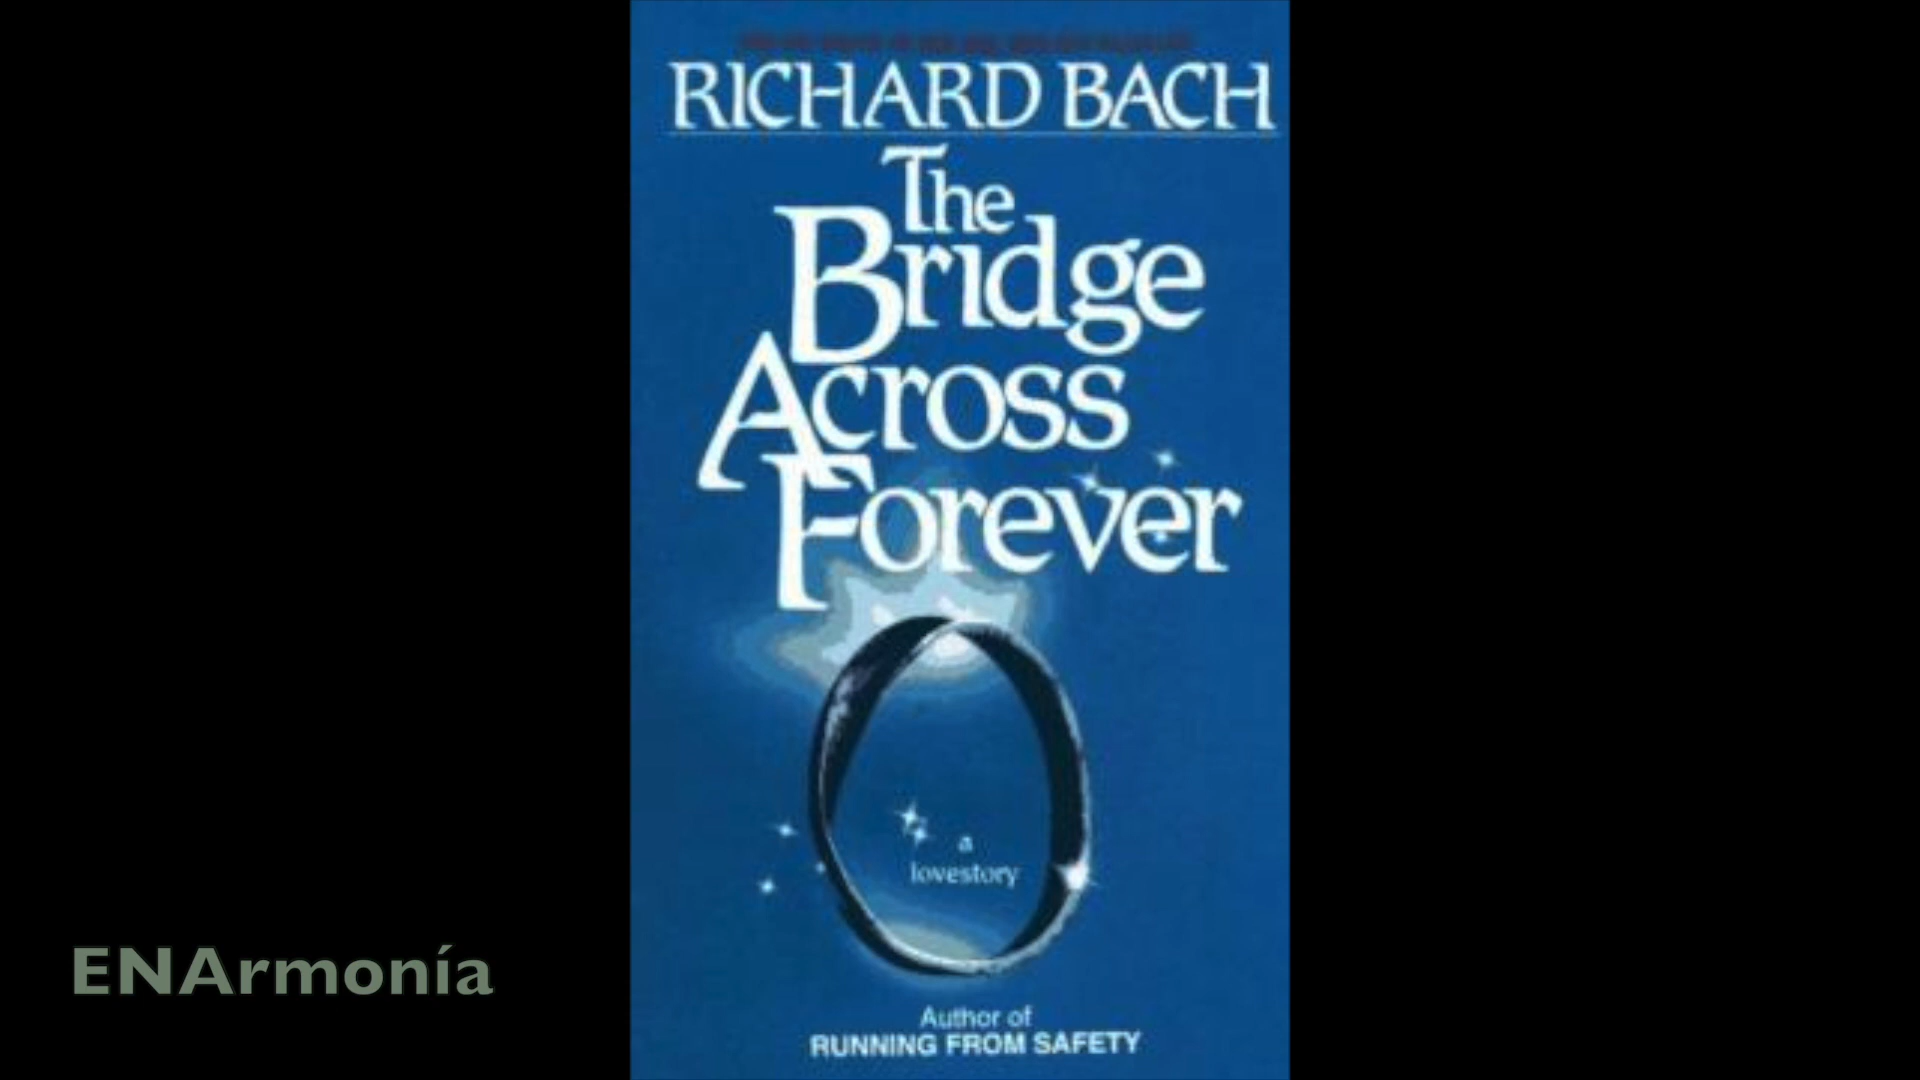 RICHARD BACH
The
Bridge
Across
Forever
a
lovestory
ENArmonía
Author of
RUNNING FROM SAFETY